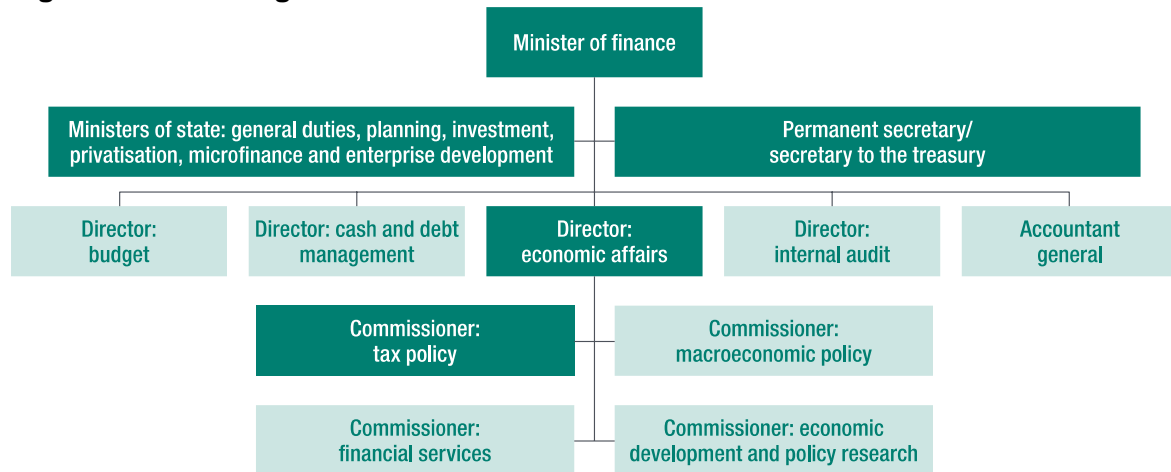 Minister of finance
Ministers of state: general duties, planning, investment,
privatisation, microfinance and enterprise development
Permanent secretary/
secretary to the treasury
Director:
budget
Director: cash and debt
management
Director:
economic affairs
Director:
internal audit
Accountant
general
Commissioner:
tax policy
Commissioner:
macroeconomic policy
Commissioner:
financial services
Commissioner: economic
development and policy research